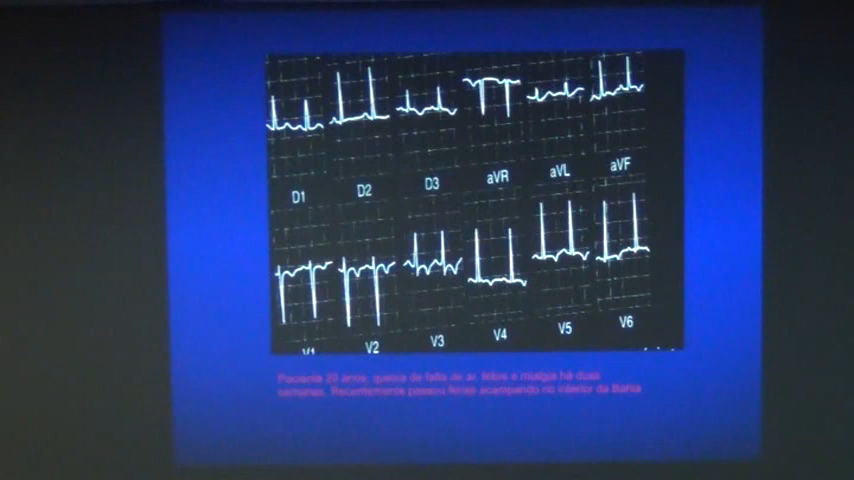 D1 D2 D3 aVR aVL aVF
V1 V2 V3 V4 V5 V6
Paciente 20 anos, queixa de falta de ar, febre e mialgia há duas
semanas. Recentemente passou férias acampando no interior da Bahia